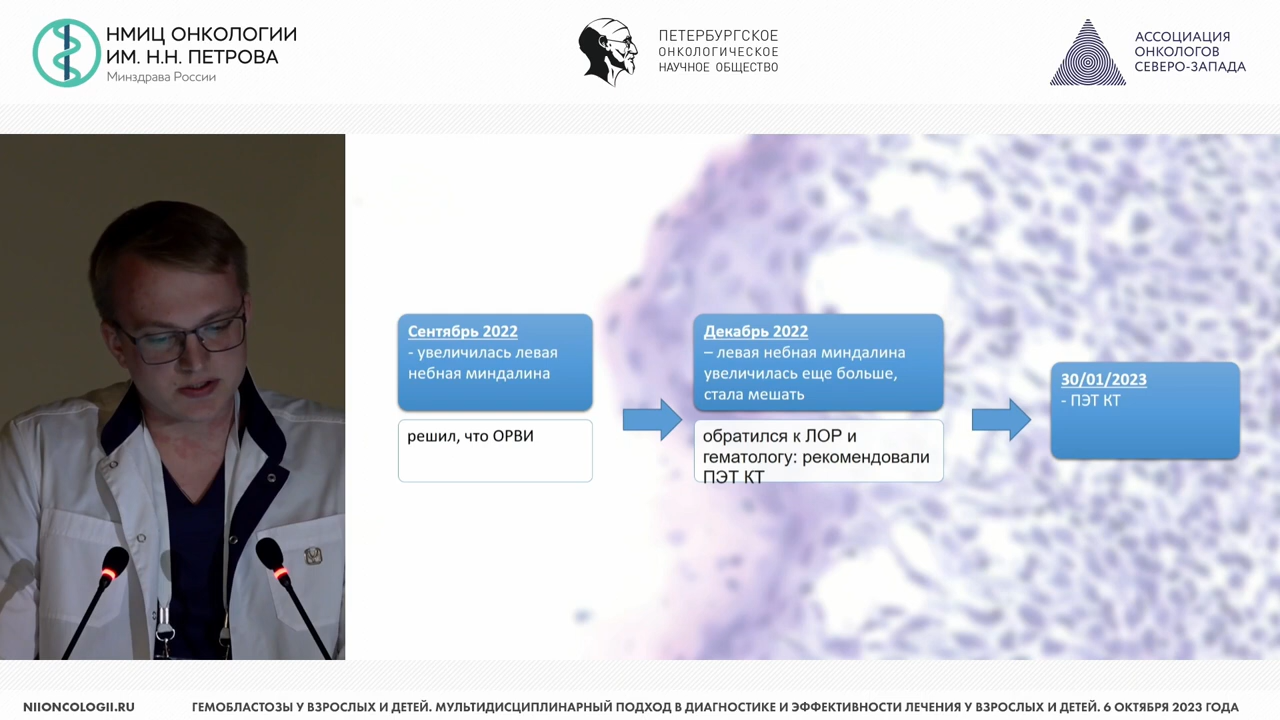 НМИЦ ОНКОЛОГИИ
ИМ. Н.Н. ПЕТРОВА
Минздрава России
ПЕТЕРБУРГСКОЕ
ОНКОЛОГИЧЕСКОЕ
НАУЧНОЕ ОБЩЕСТВО
АССОЦИАЦИЯ
ОНКОЛОГОВ
СЕВЕРО-ЗАПАДА
Сентябрь 2022
- увеличилась левая
небная миндалина
решил, что ОРВИ
Декабрь 2022
– левая небная миндалина
увеличилась еще больше,
стала мешать
обратился к ЛОР и
гематологу: рекомендовали
ПЭТ КТ
30/01/2023
- ПЭТ КТ
NIIONCOLOGII.RU
ГЕМОБЛАСТОЗЫ У ВЗРОСЛЫХ И ДЕТЕЙ. МУЛЬТИДИСЦИПЛИНАРНЫЙ ПОДХОД В ДИАГНОСТИКЕ И ЭФФЕКТИВНОСТИ ЛЕЧЕНИЯ У ВЗРОСЛЫХ И ДЕТЕЙ. 6 ОКТЯБРЯ 2023 ГОДА